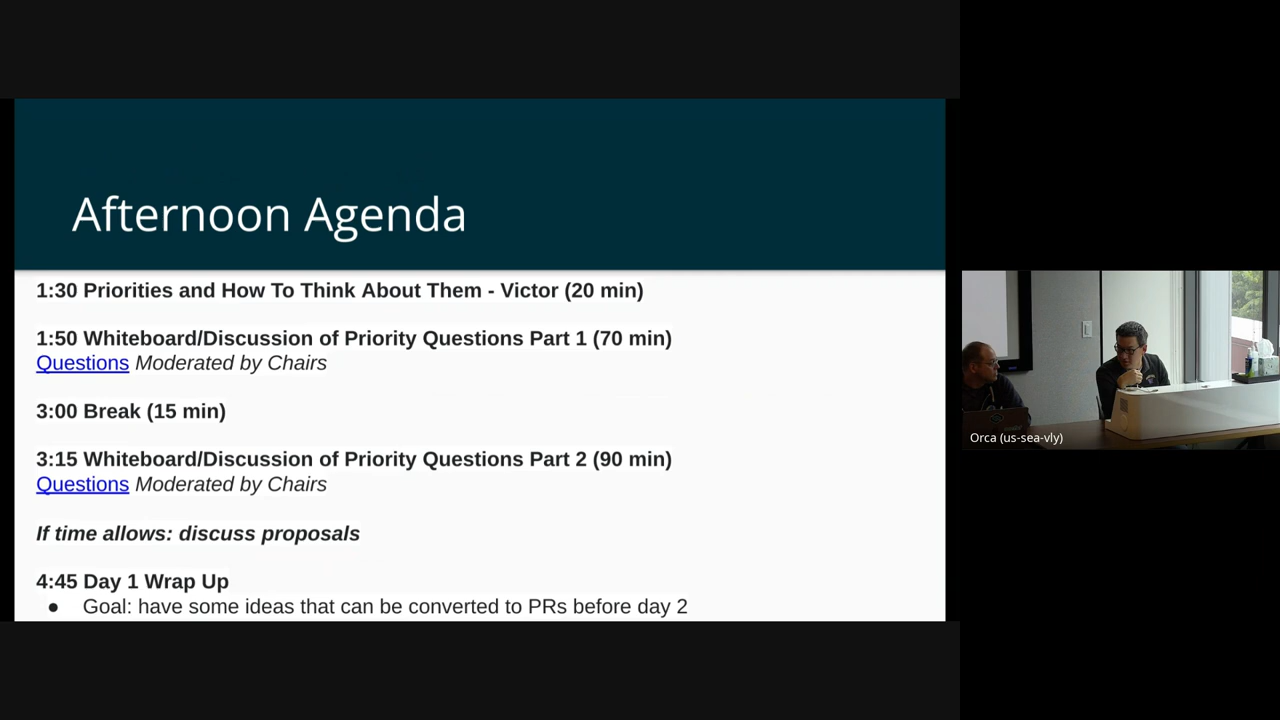 Afternoon Agenda
1:30 Priorities and How To Think About Them - Victor (20 min)
1:50 Whiteboard/Discussion of Priority Questions Part 1 (70 min)
Questions Moderated by Chairs
3:00 Break (15 min)
3:15 Whiteboard/Discussion of Priority Questions Part 2 (90 min)
Questions Moderated by Chairs
If time allows: discuss proposals
4:45 Day 1 Wrap Up
● Goal: have some ideas that can be converted to PRs before day 2
Orca (us-sea-vly)